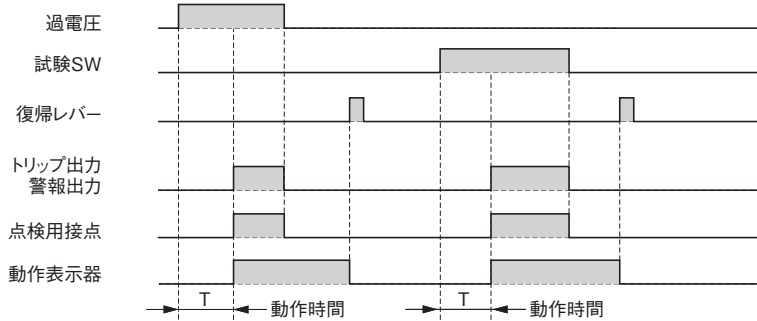 過電圧
試験SW
復帰レバー
トリップ出力
警報出力
点検用接点
動作表示器
T
動作時間
T
動作時間